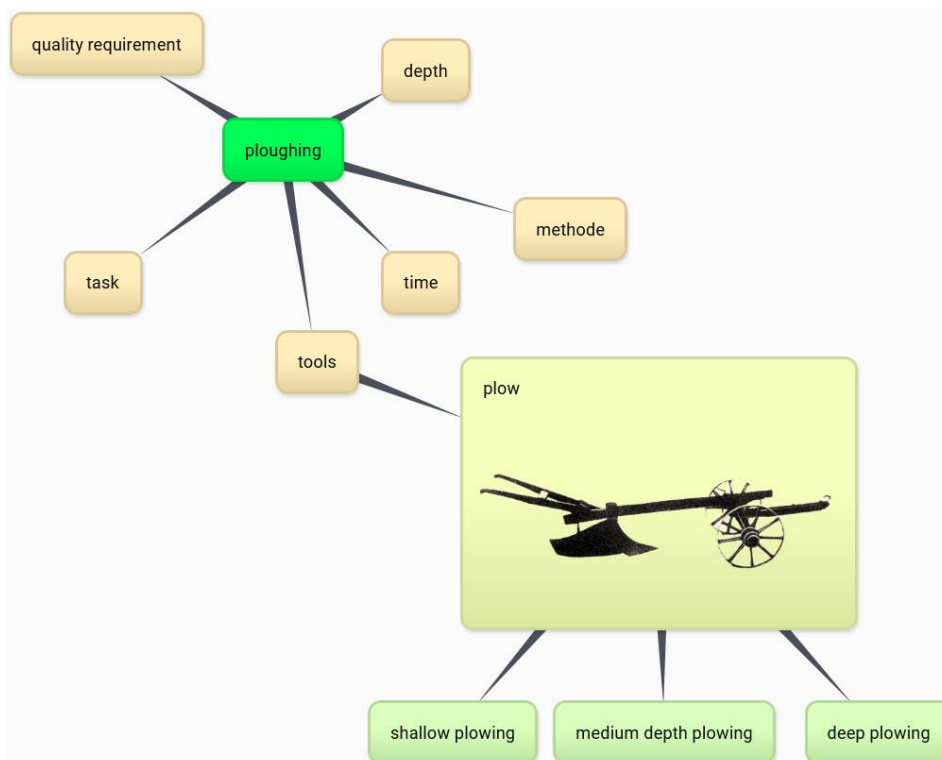 quality requirement
depth
ploughing
methode
task
time
tools
plow
shallow plowing
medium depth plowing
deep plowing